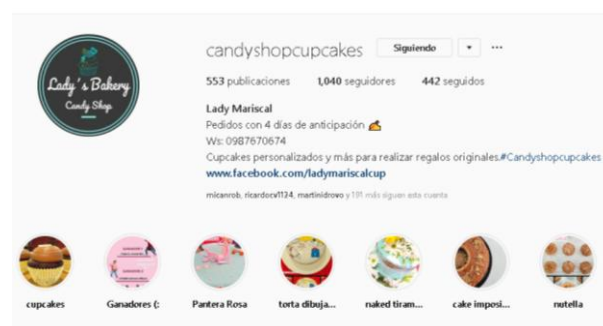 Lady's Bakery
Candy Shop
candyshopcupcakes Siguiendo
553 publicaciones 1,040 seguidores 442 seguidos
Lady Mariscal
Pedidos con 4 días de anticipación
Ws: 0987670674
Cupcakes personalizados y más para realizar regalos originales.#Candyshopcupcakes
www.facebook.com/ladymariscalcup
micanrob, ricardocv1124, martinidrovo y 191 más siguen esta cuenta
cupcakes Ganadores (: Pantera Rosa torta dibuja... naked tiram... cake imposi... nutella